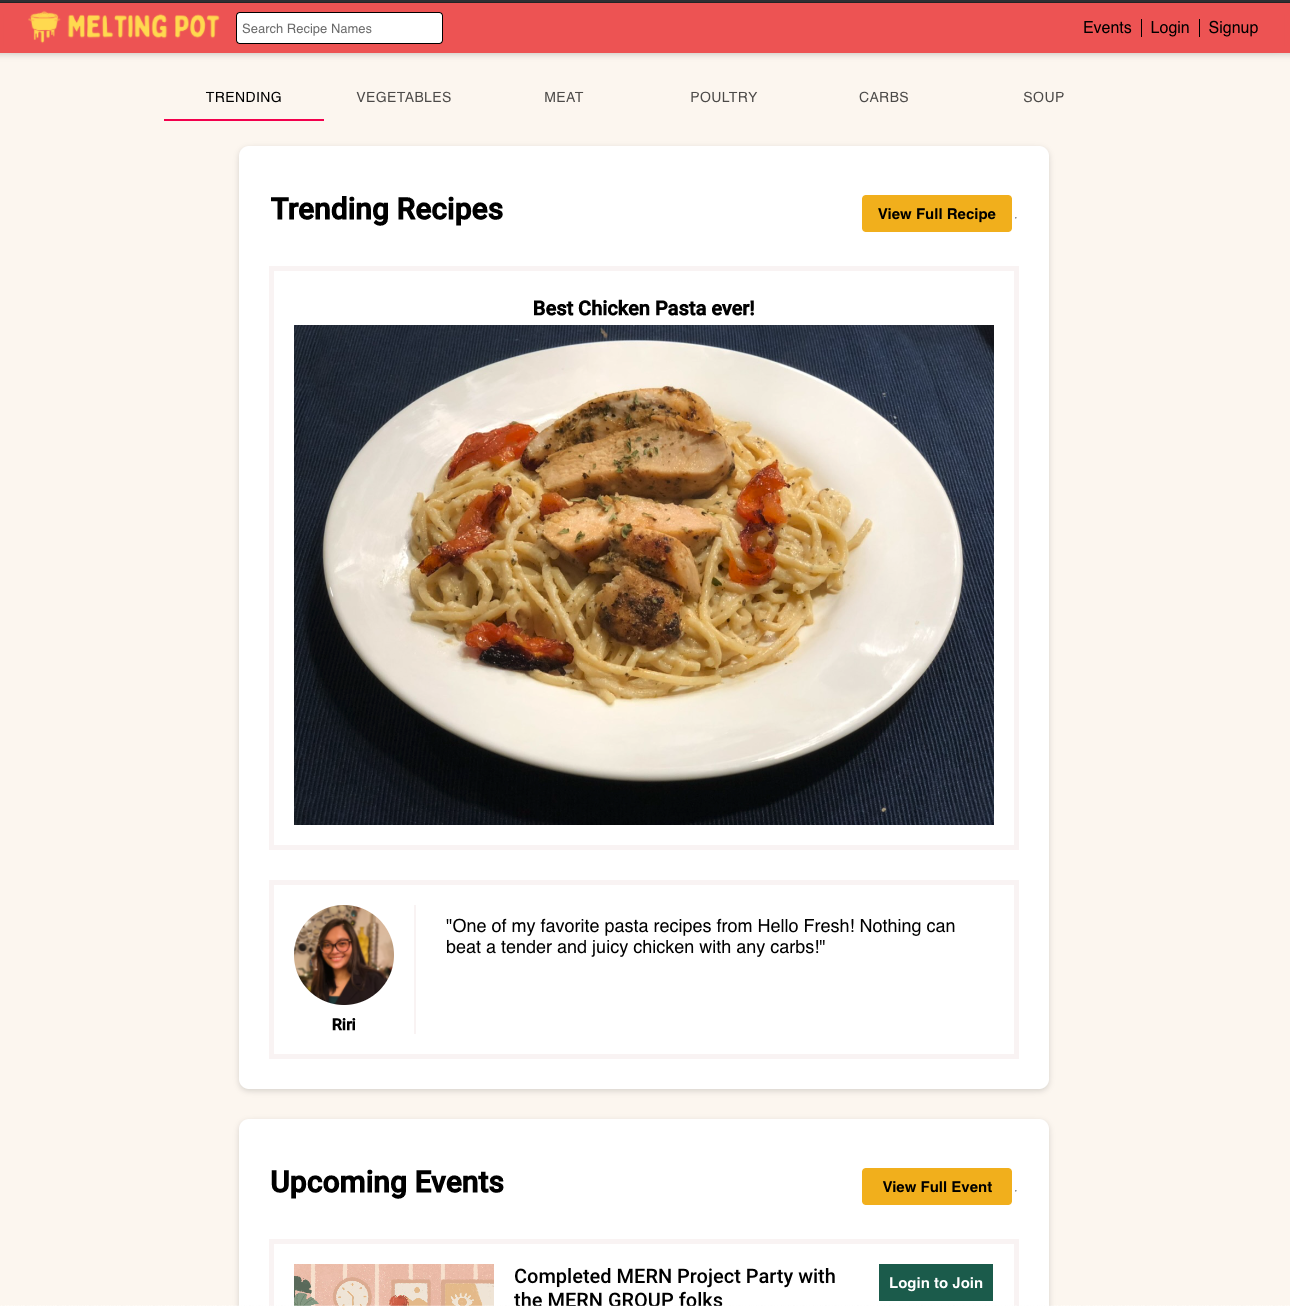 MELTING POT
Search Recipe Names
Events
Login
Signup
TRENDING
VEGETABLES
MEAT
POULTRY
CARBS
SOUP
Trending Recipes
View Full Recipe
.
Best Chicken Pasta ever!
"One of my favorite pasta recipes from Hello Fresh! Nothing can
beat a tender and juicy chicken with any carbs!"
Riri
Upcoming Events
View Full Event
.
Completed MERN Project Party with
the MERN GROUP folks
Login to Join